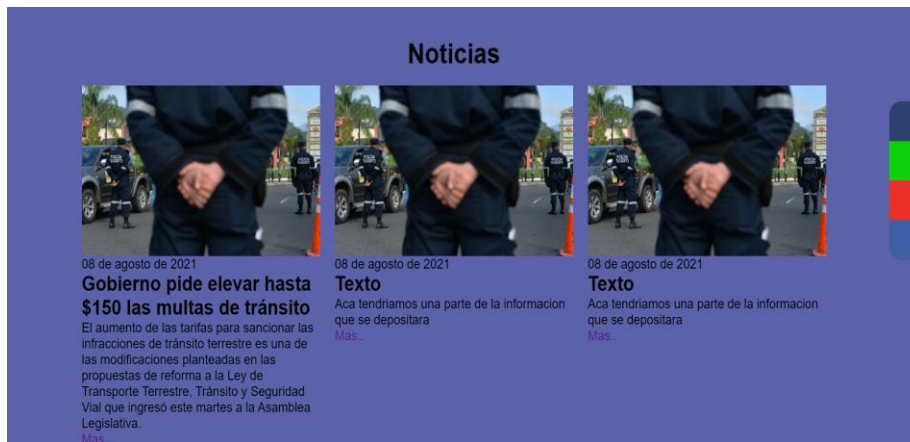 Noticias
08 de agosto de 2021
Gobierno pide elevar hasta
$150 las multas de tránsito
El aumento de las tarifas para sancionar las
infracciones de tránsito terrestre es una de
las modificaciones planteadas en las
propuestas de reforma a la Ley de
Transporte Terrestre, Tránsito y Seguridad
Vial que ingresó este martes a la Asamblea
Legislativa.
Mas..
08 de agosto de 2021
Texto
Aca tendriamos una parte de la informacion
que se depositara
Mas..
08 de agosto de 2021
Texto
Aca tendriamos una parte de la informacion
que se depositara
Mas..